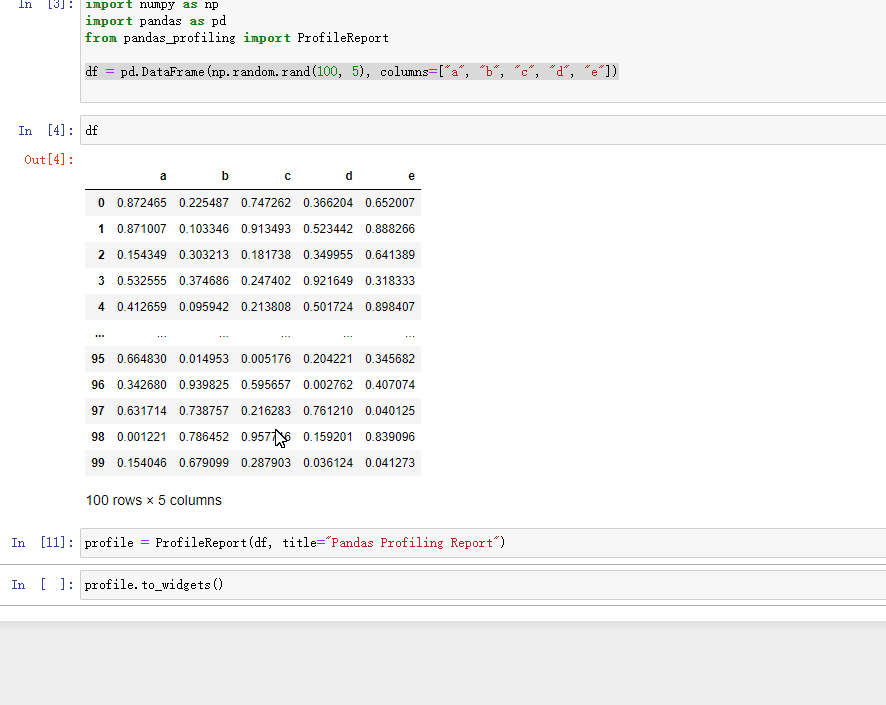 In [3]: import numpy as np
import pandas as pd
from pandas_profiling import ProfileReport
df = pd.DataFrame(np.random.rand(100, 5), columns=["a", "b", "c", "d", "e"])
In [4]: df
Out[4]:
a b c d e
0 0.872465 0.225487 0.747262 0.366204 0.652007
1 0.871007 0.103346 0.913493 0.523442 0.888266
2 0.154349 0.303213 0.181738 0.349955 0.641389
3 0.532555 0.374686 0.247402 0.921649 0.318333
4 0.412659 0.095942 0.213808 0.501724 0.898407
... ... ... ... ... ...
95 0.664830 0.014953 0.005176 0.204221 0.345682
96 0.342680 0.939825 0.595657 0.002762 0.407074
97 0.631714 0.738757 0.216283 0.761210 0.040125
98 0.001221 0.786452 0.159201 0.839096
99 0.154046 0.679099 0.287903 0.036124 0.041273
100 rows × 5 columns
In [11]: profile = ProfileReport(df, title="Pandas Profiling Report")
In [ ]: profile.to_widgets()